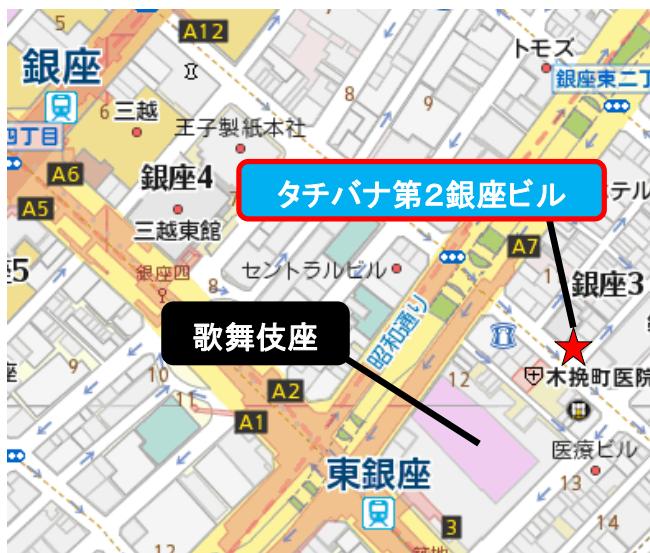 5
A12
トモズ
銀座
銀座東二丁
8
9
6
三越
王子製紙本社
四丁目
A6
銀座4
タチバナ第2銀座ビル
テル
A5
三越東館
A7
5
銀座四
8
セントラルビル
1
銀座3
昭和通り
歌舞伎座
座
9
10
12
木挽町医院
11
A2
A1
医療ビル
東銀座
13
3
14
12